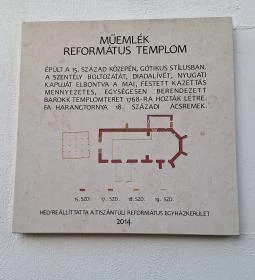 MŰEMLÉK
REFORMÁTUS TEMPLOM
ÉPÜLT A 15. SZÁZAD KÖZEPÉN, GÓTIKUS STÍLUSBAN.
A SZENTÉLY BOLTOZATÁT, DIADALÍVÉT, NYUGATI
KAPUJÁT ELBONTVA A MAI, FESTETT KAZETTÁS
MENNYEZETES, EGYSÉGESEN BERENDEZETT
BAROKK TEMPLOMTERET 1768-RA HOZTÁK LÉTRE.
FA HARANGTORNYA 18. SZÁZADI ÁCSREMEK.
15. SZD. 17. SZD. 18. SZD. 19. SZD.
HELYREÁLLÍTTATTA A TISZÁNTÚLI REFORMÁTUS EGYHÁZKERÜLET
2014.